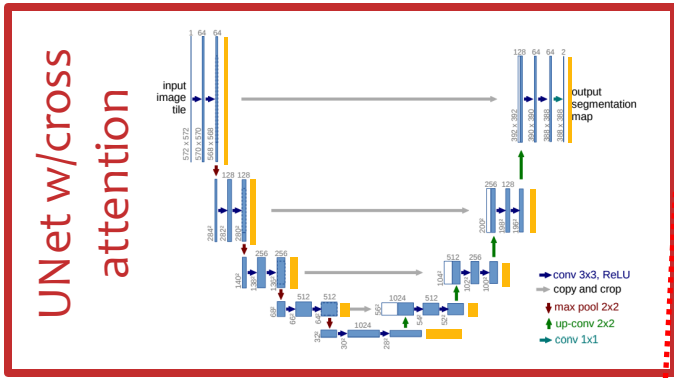 UNet w/cross
attention
1 64 64
input
image
tile
572 x 572
570 x 570
568 x 568
128 64 64 2
output
segmentation
map
392 x 392
390 x 390
388 x 388
388 x 388
128 128
284²
282²
280²
256 128
200²
198²
196²
256 256
140²
138²
136²
512 256
104²
102²
100²
512 512
68²
66²
64²
1024 512
56²
54²
52²
1024
32²
30²
28²
conv 3x3, ReLU
copy and crop
max pool 2x2
up-conv 2x2
conv 1x1